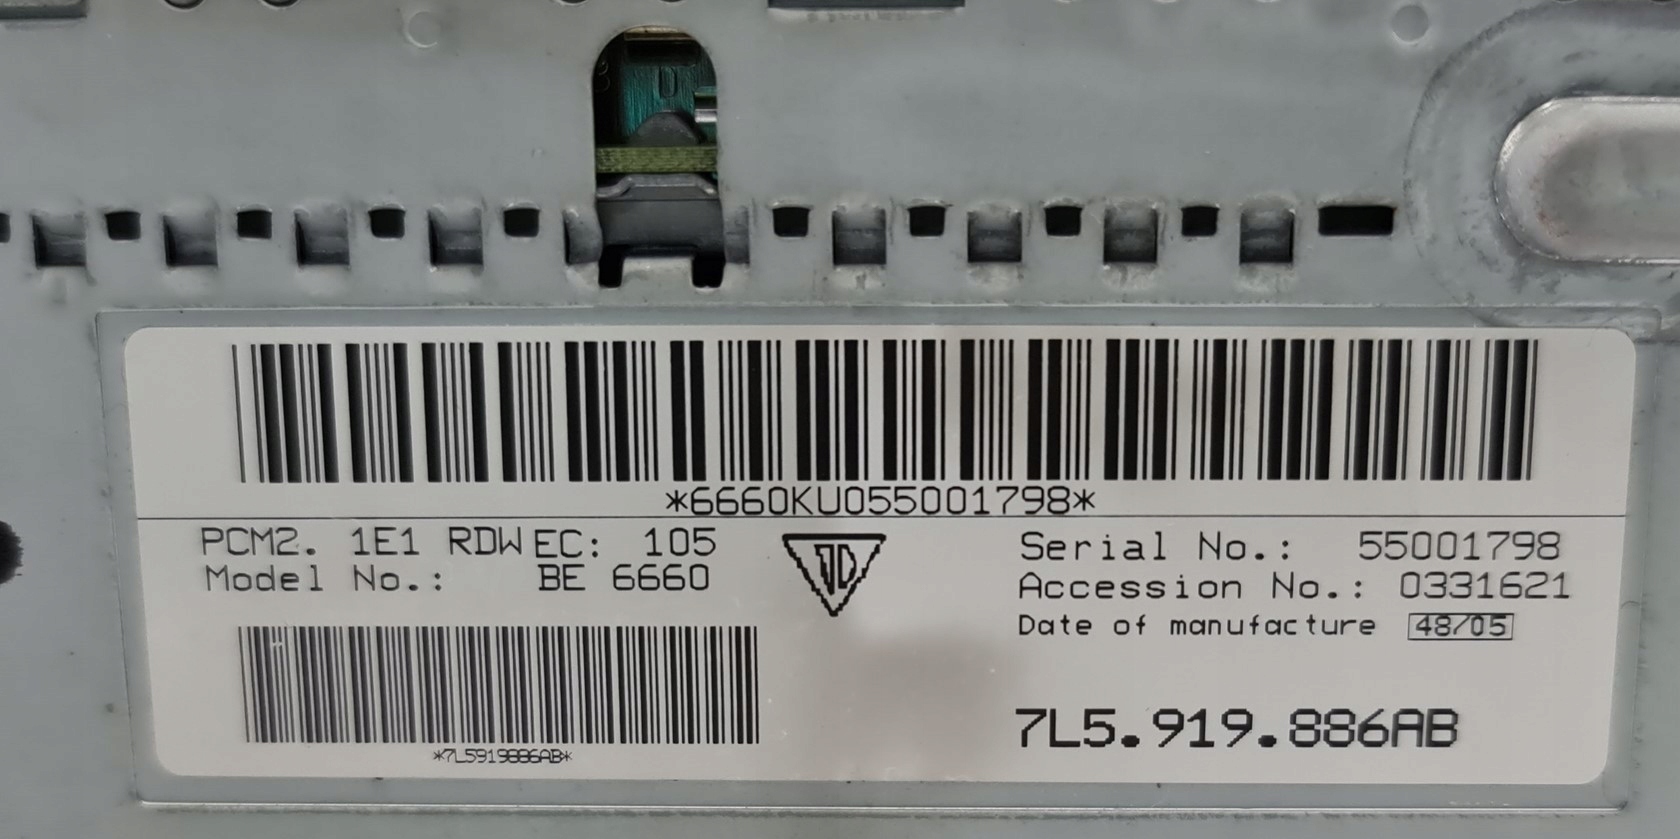 *6660KU055001798*
PCM2. 1E1 RDW EC: 105
Model No.: BE 6660
Serial No.: 55001798
Accession No.: 0331621
Date of manufacture 48/05
*7L5919886AB*
7L5.919.886AB